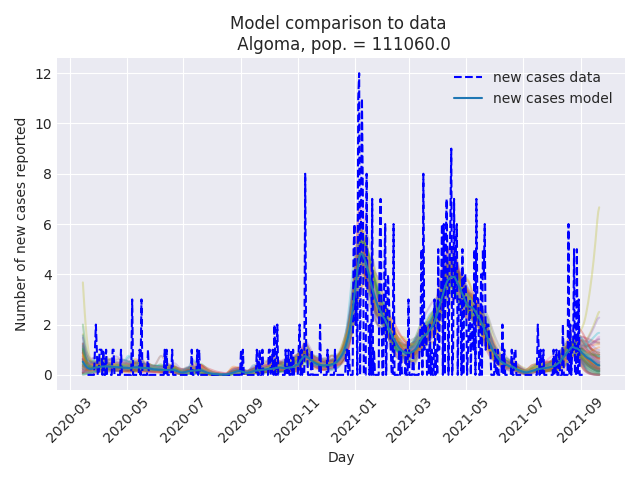 Model comparison to data
Algoma, pop. = 111060.0
new cases data
new cases model
Number of new cases reported
12
10
8
6
4
2
0
2020-03
2020-05
2020-07
2020-09
2020-11
2021-01
2021-03
2021-05
2021-07
2021-09
Day